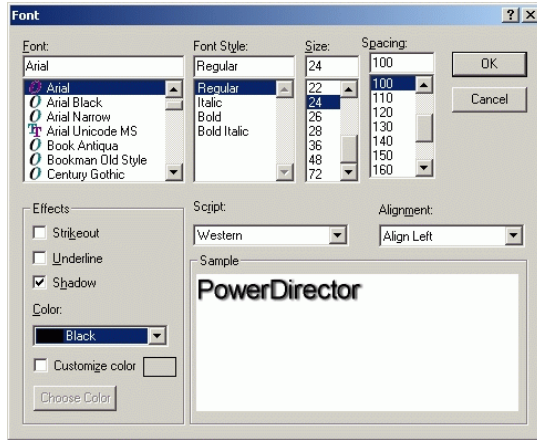 Font
Font: Font Style: Size: Spacing:
Arial Regular 24 100 OK
Arial Regular 22 100 Cancel
Arial Black Italic 24 110
Arial Narrow Bold 26 120
Arial Unicode MS Bold Italic 28 130
Book Antiqua 36 140
Bookman Old Style 48 150
Century Gothic 72 160
Effects Script: Alignment:
Strikeout Western Align Left
Underline
Shadow Sample
Color: PowerDirector
Black
Customize color
Choose Color